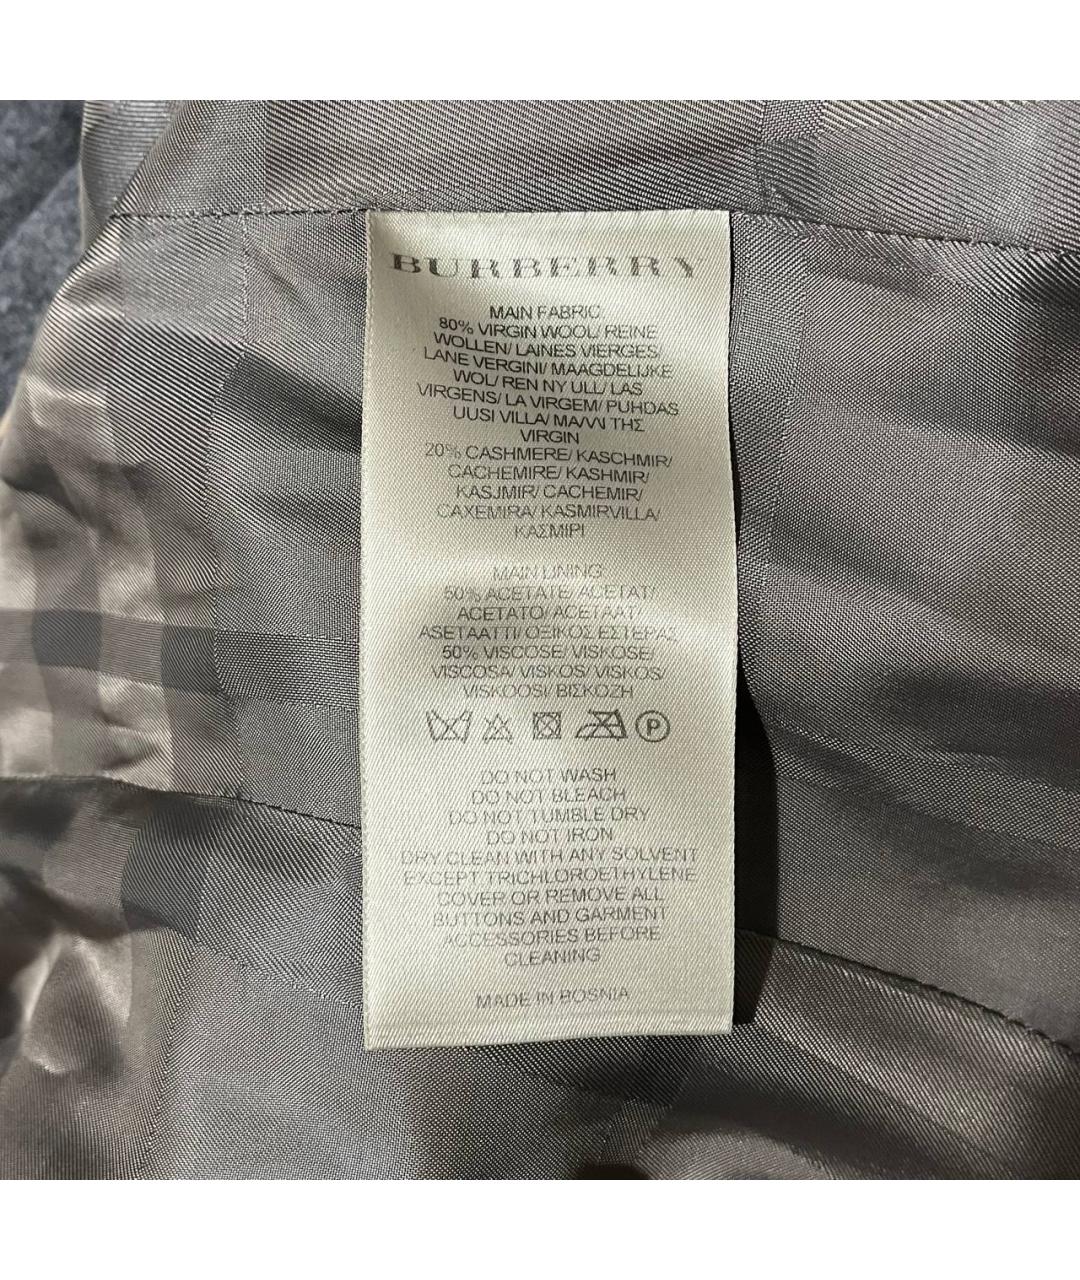 BURBERRY
MAIN FABRIC
80% VIRGIN WOOL/ REINE
WOLLEN/ LAINES VIERGES
LANE VERGINI/ MAAGDELIJKE
WOL/ REN NY ULL/ LAS
VIRGENS/ LA VIRGEM/ PUHDAS
UUSI VILLA/ ΜΑΛΛΙ ΤΗΣ
VIRGIN
20% CASHMERE/ KASCHMIR/
CACHEMIRE/ KASHMIR/
KASJMIR/ CACHEMIR/
CAXEMIRA/ KASMIRVILLA/
ΚΑΣΜΙΡΙ
MAIN LINING
50% ACETATE/ ACETAT/
ACETATO/ ACETAAT/
ASETAATTI/ ΟΞΙΚΟΣ ΕΣΤΕΡΑΣ
50% VISCOSE/ VISKOSE/
VISCOSA/ VISKOS/ VISKOS/
VISKOOSI/ ΒΙΣΚΟΖΗ
P
DO NOT WASH
DO NOT BLEACH
DO NOT TUMBLE DRY
DO NOT IRON
DRY CLEAN WITH ANY SOLVENT
EXCEPT TRICHLOROETHYLENE
COVER OR REMOVE ALL
BUTTONS AND GARMENT
ACCESSORIES BEFORE
CLEANING
MADE IN BOSNIA